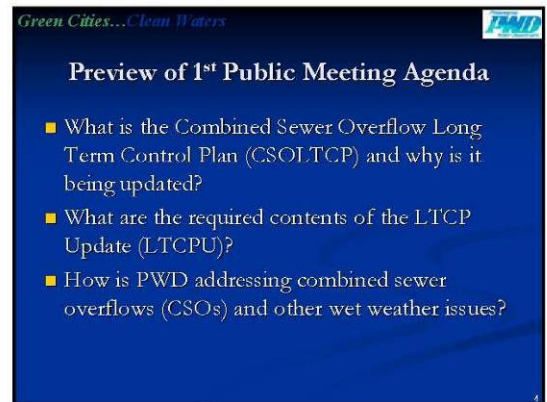 Green Cities…Clean Waters
PWD
Preview of 1st Public Meeting Agenda
What is the Combined Sewer Overflow Long
Term Control Plan (CSOLTCP) and why is it
being updated?
What are the required contents of the LTCP
Update (LTCPU)?
How is PWD addressing combined sewer
overflows (CSOs) and other wet weather issues?
4